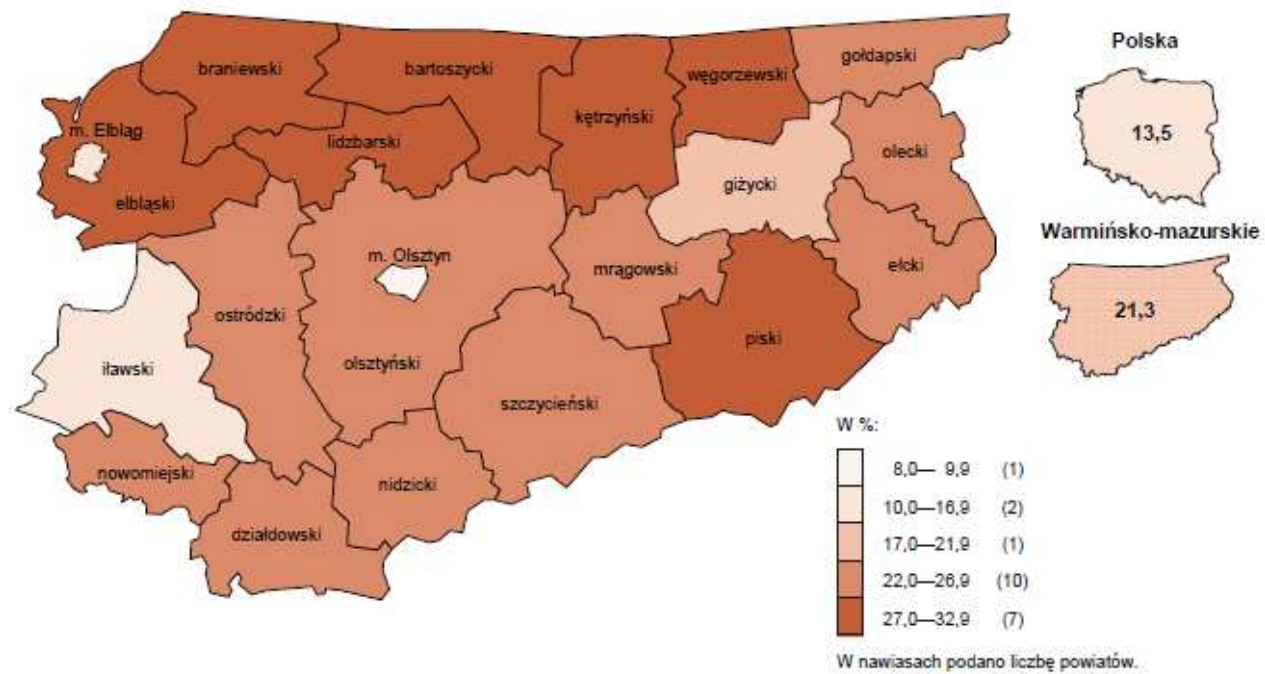 gołdapski
Polska
braniewski
bartoszycki
węgorzewski
kętrzyński
m. Elbląg
13,5
lidzbarski
olecki
giżycki
elbląski
Warmińsko-mazurskie
m. Olsztyn
mrągowski
ełcki
ostródzki
21,3
piski
iławski
olsztyński
szczycieński
W %:
nowomiejski
nidzicki
działdowski
8,0— 9,9 (1)
10,0—16,9 (2)
17,0—21,9 (1)
22,0—26,9 (10)
27,0—32,9 (7)
W nawiasach podano liczbę powiatów.